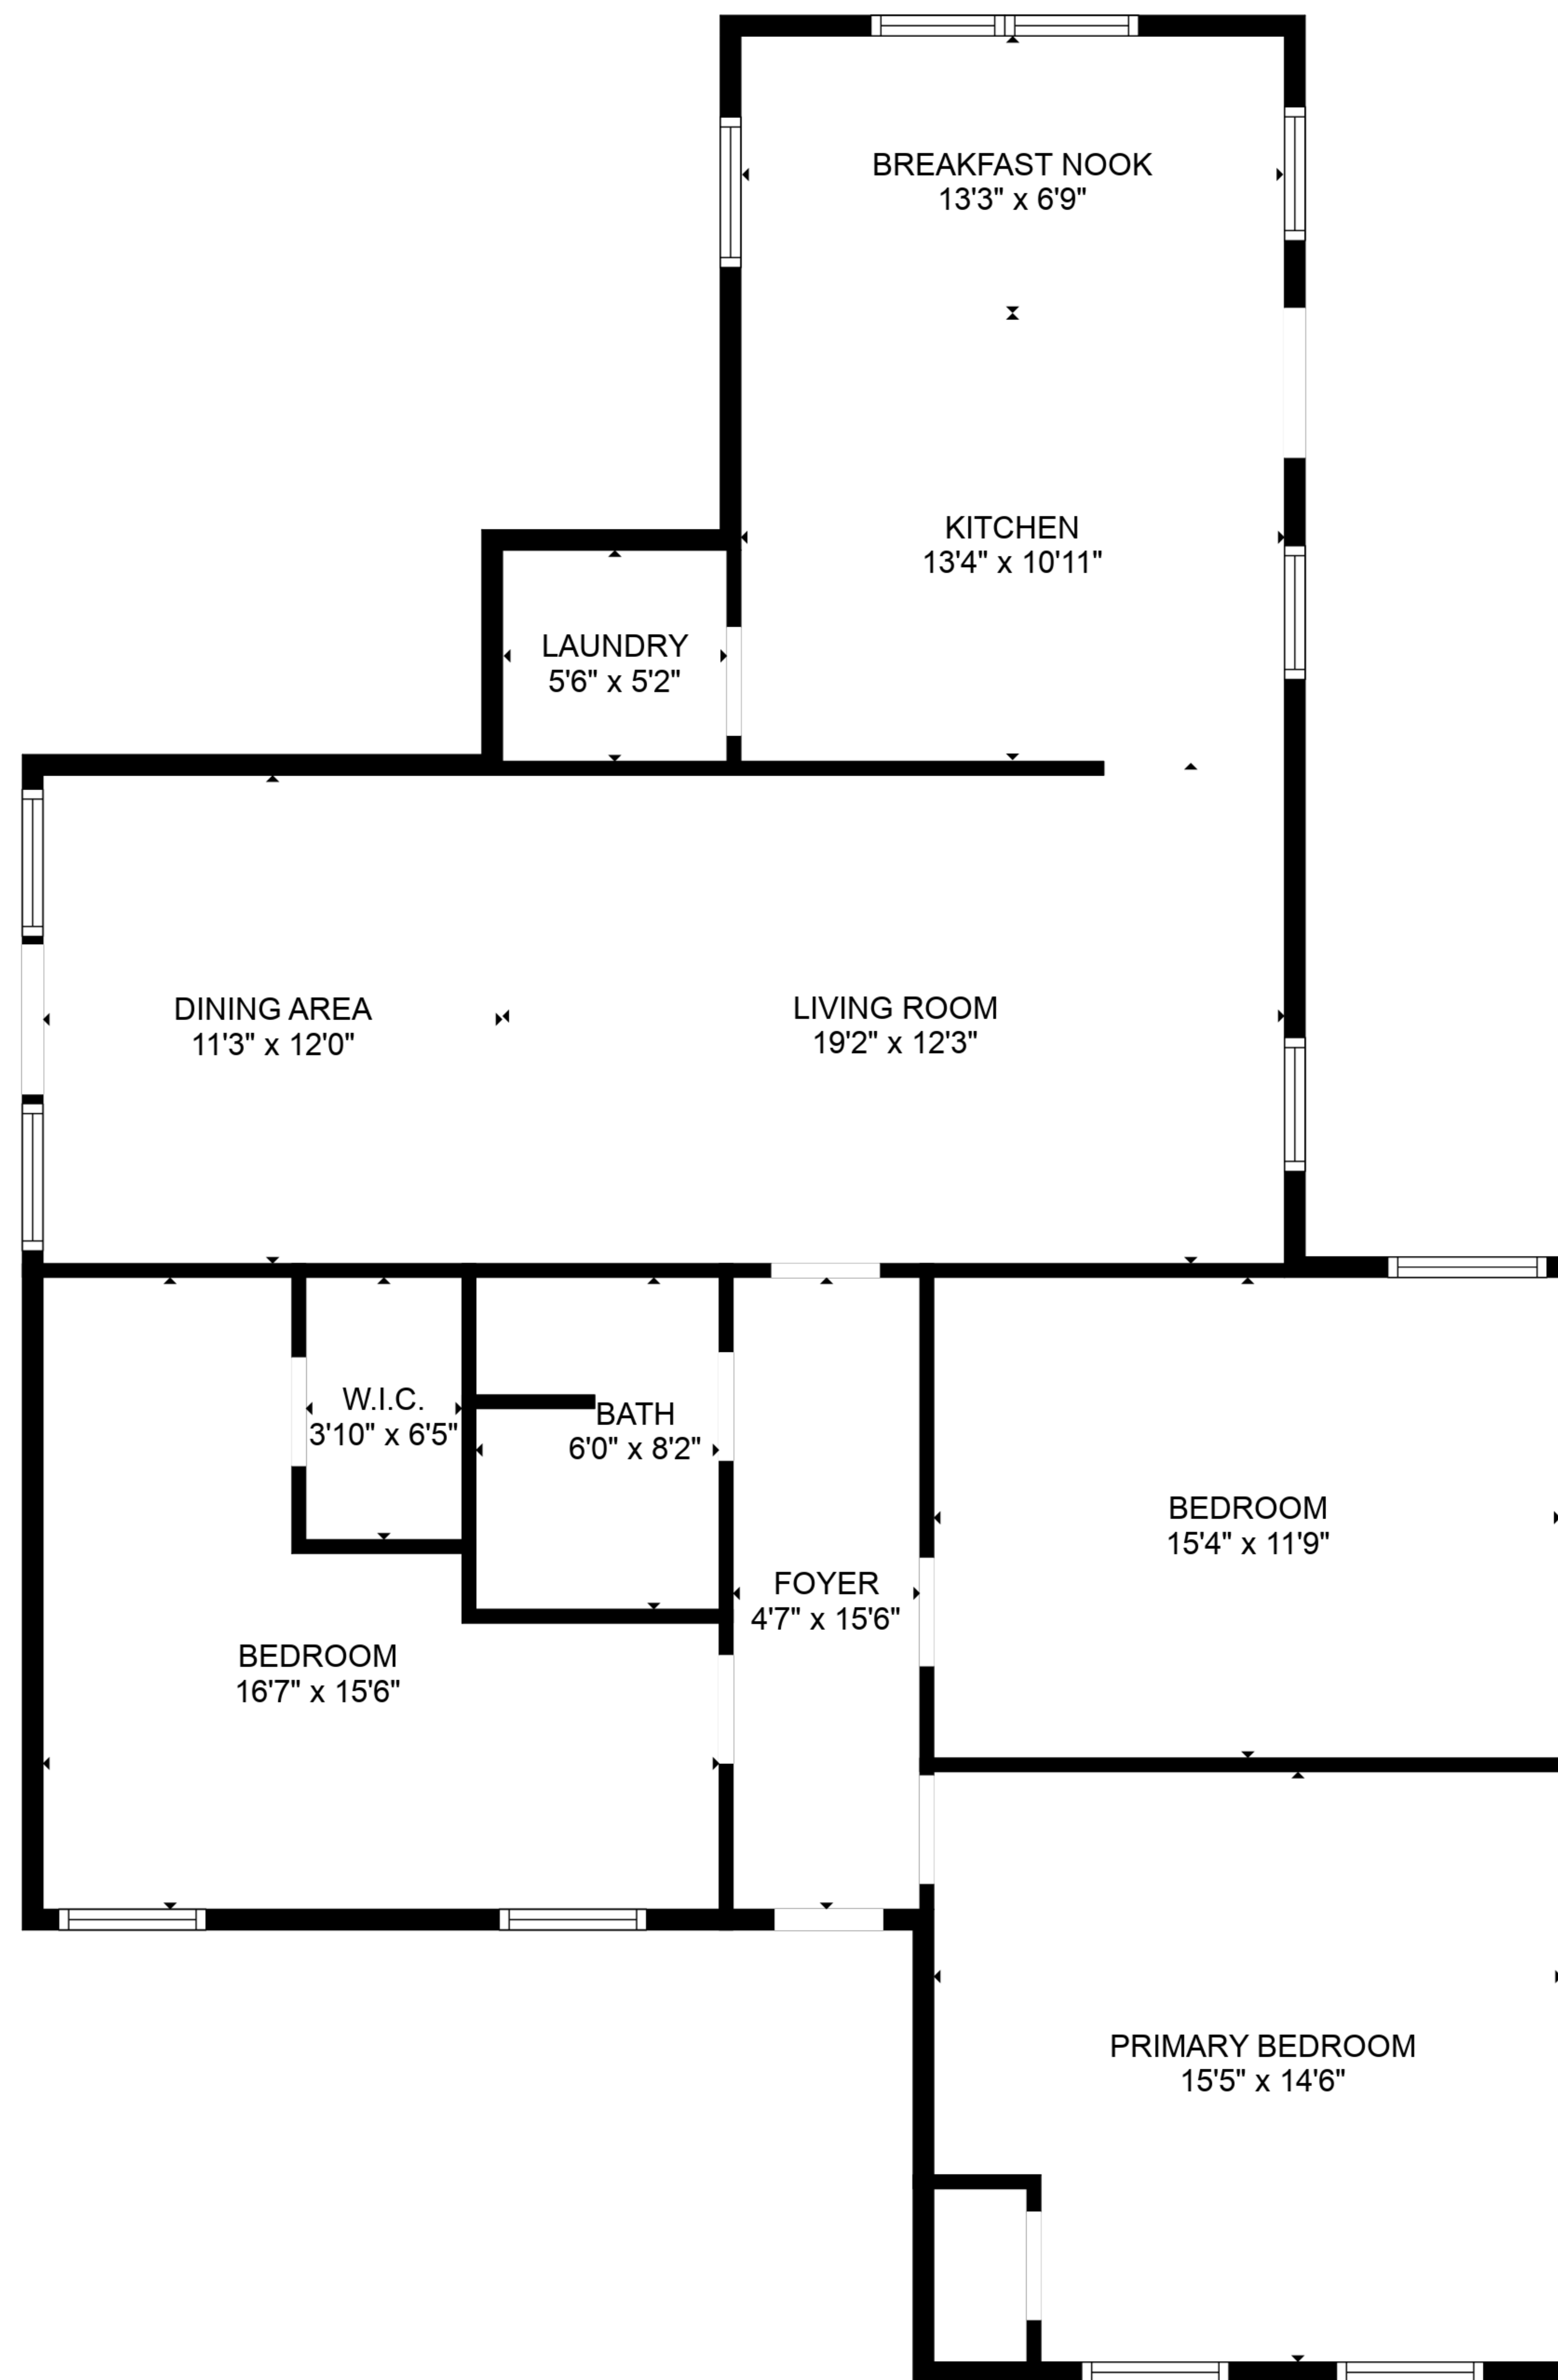 BREAKFAST NOOK
13'3" x 6'9"
KITCHEN
13'4" x 10'11"
LAUNDRY
5'6" x 5'2"
DINING AREA
11'3" x 12'0"
LIVING ROOM
19'2" x 12'3"
W.I.C.
3'10" x 6'5"
BATH
6'0" x 8'2"
BEDROOM
15'4" x 11'9"
FOYER
4'7" x 15'6"
BEDROOM
16'7" x 15'6"
PRIMARY BEDROOM
15'5" x 14'6"